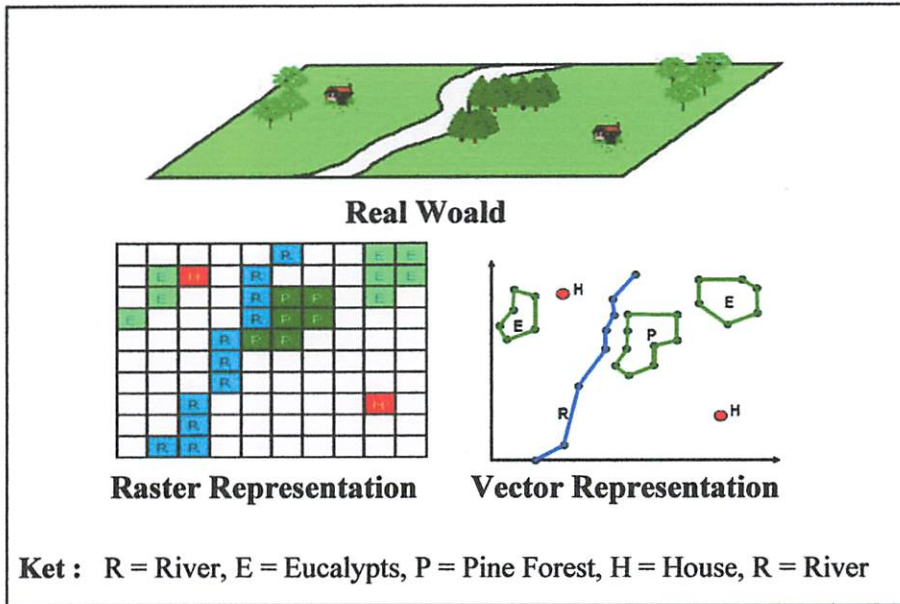 Real Woald
R E E
E H R E E
E R P P E
E R P P
R P P
R
R
R H
R
R R
H
E
E
P
R
H
Raster Representation
Vector Representation
Ket : R = River, E = Eucalypts, P = Pine Forest, H = House, R = River